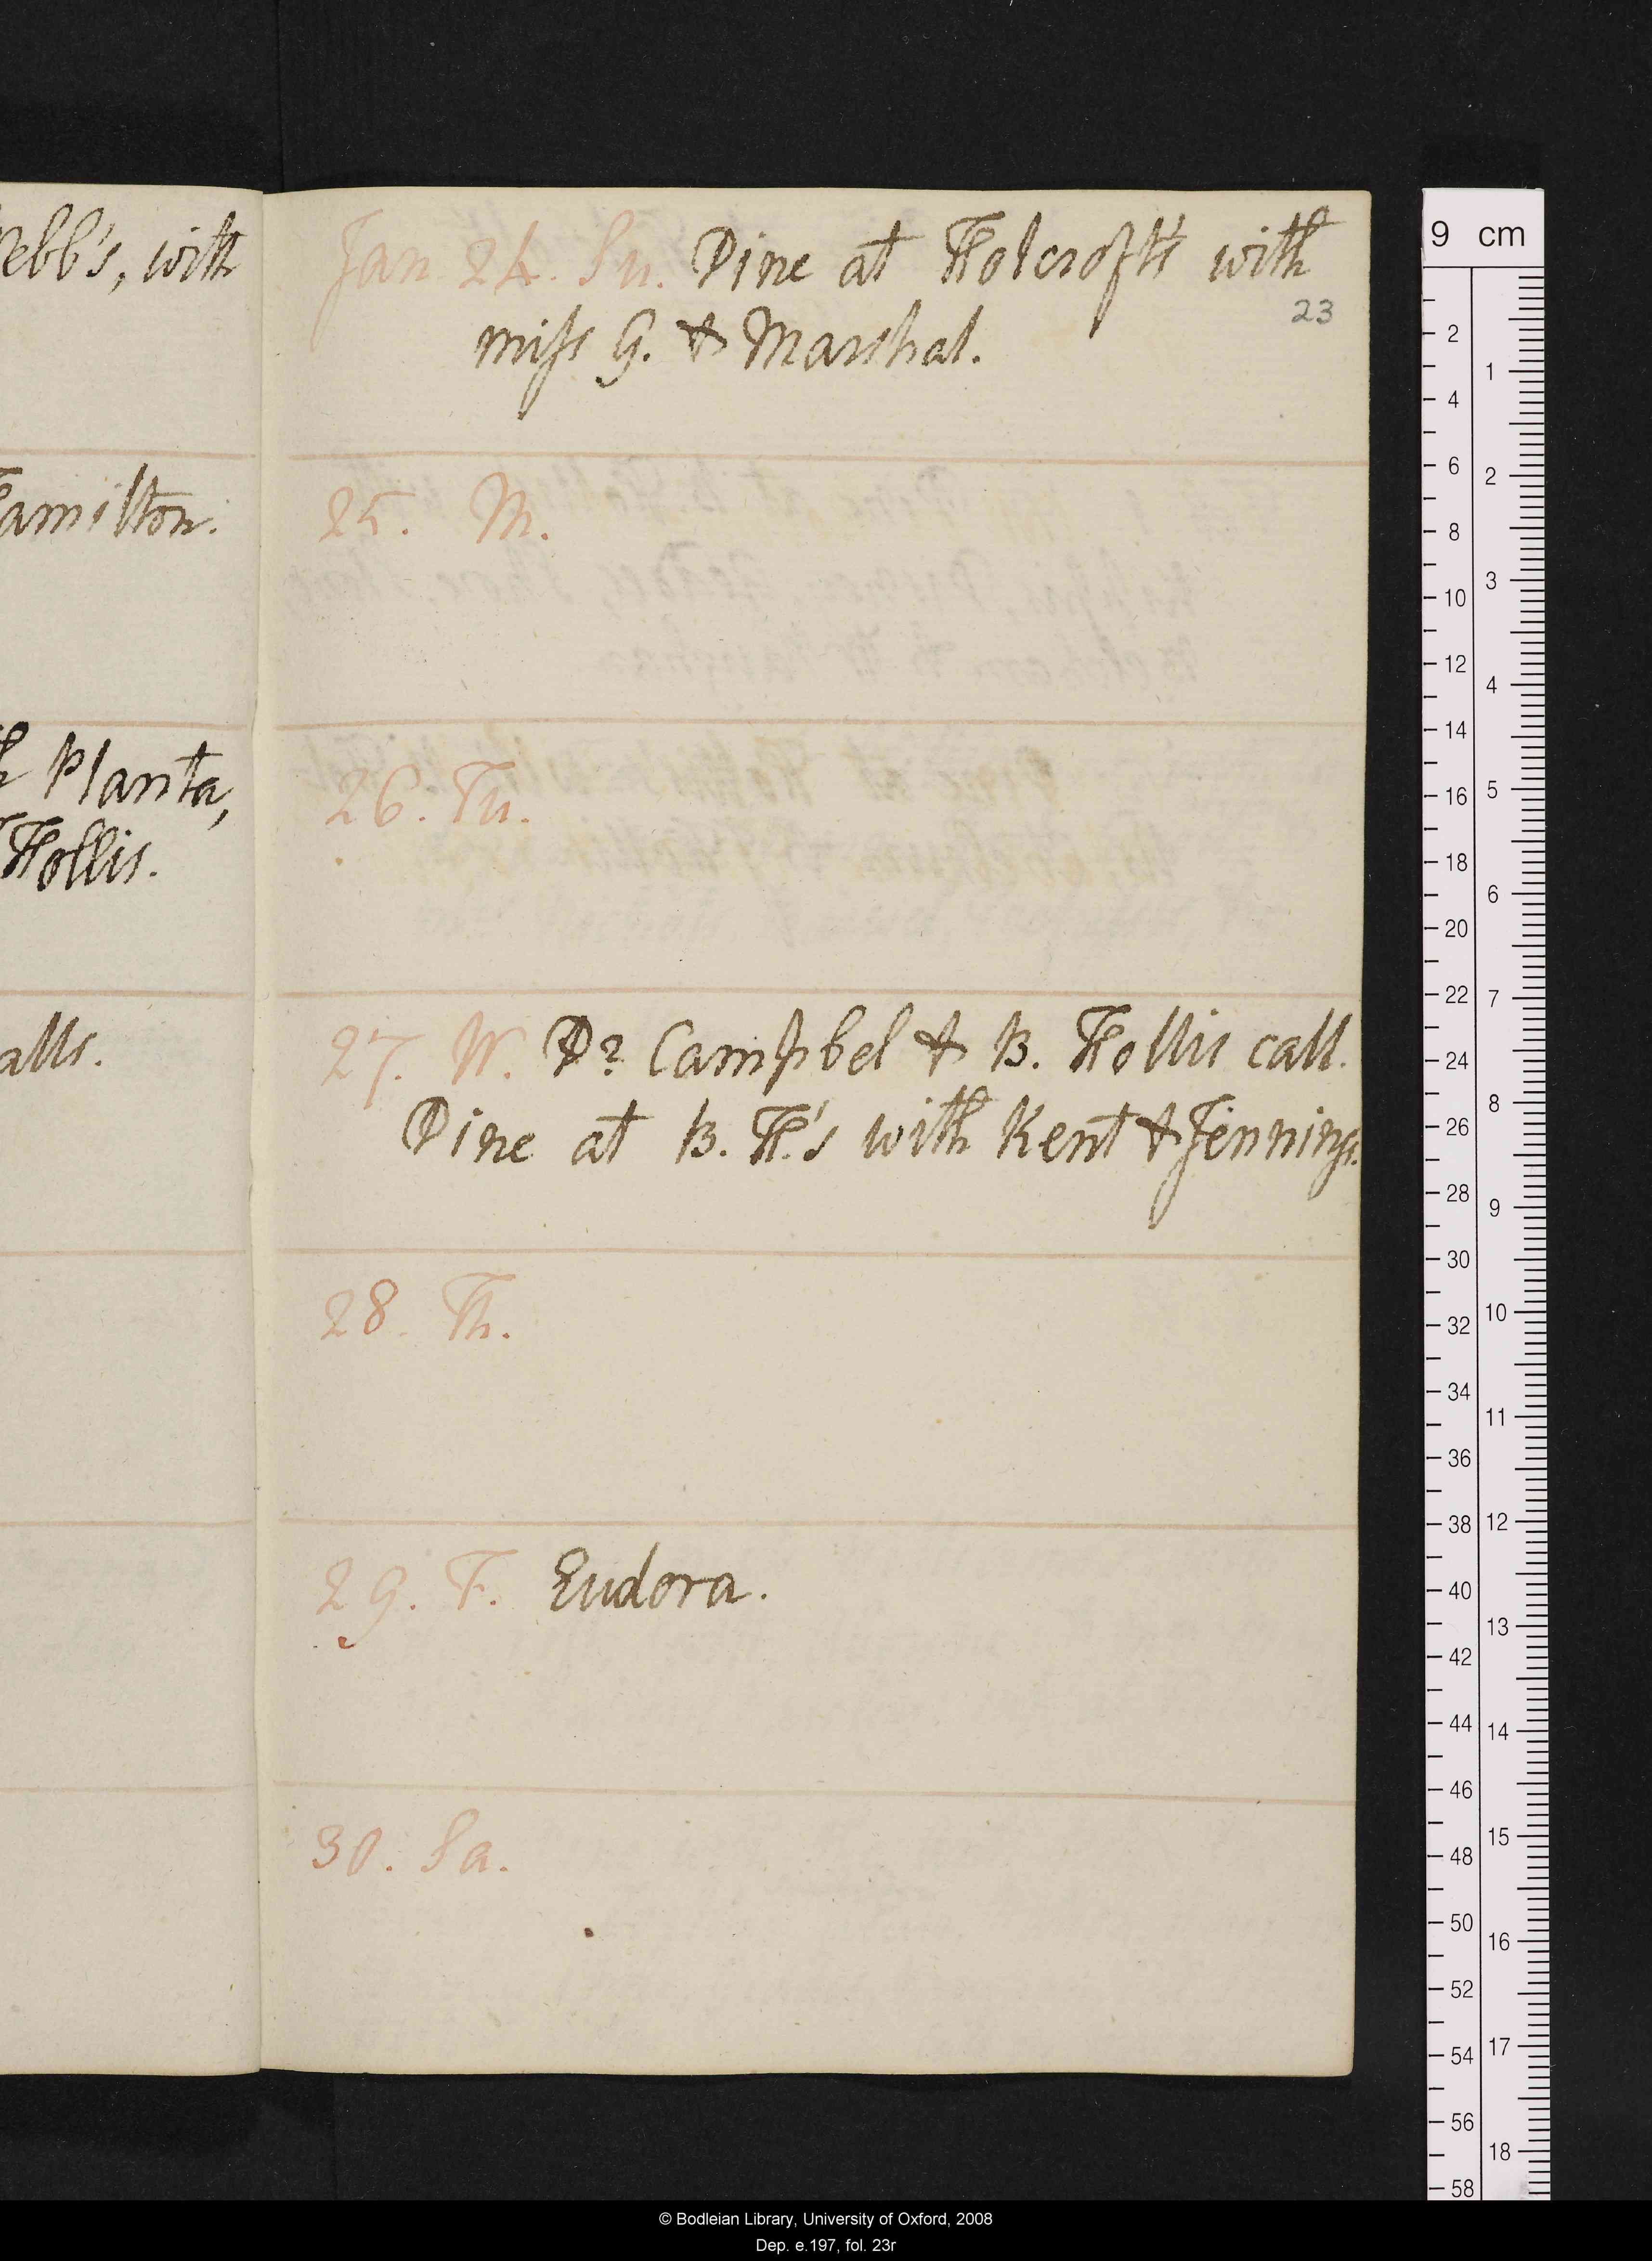 ebb's, with
amilton.
Planta,
Hollis.
alls.
Jan 24. Su. Dine at Holcroft's with
23
miss G. & Marshal.
25. M.
26. Tu.
27. W. Dr Campbel & B. Hollis call.
Dine at B. H.'s with Kent & Jennings.
28. Th.
29. F. Eudora.
30. Sa.
9 cm
2
4
6
8
10
12
14
16
18
20
22
24
26
28
30
32
34
36
38
40
42
44
46
48
50
52
54
56
58
1
2
3
4
5
6
7
8
9
10
11
12
13
14
15
16
17
18
© Bodleian Library, University of Oxford, 2008
Dep. e.197, fol. 23r